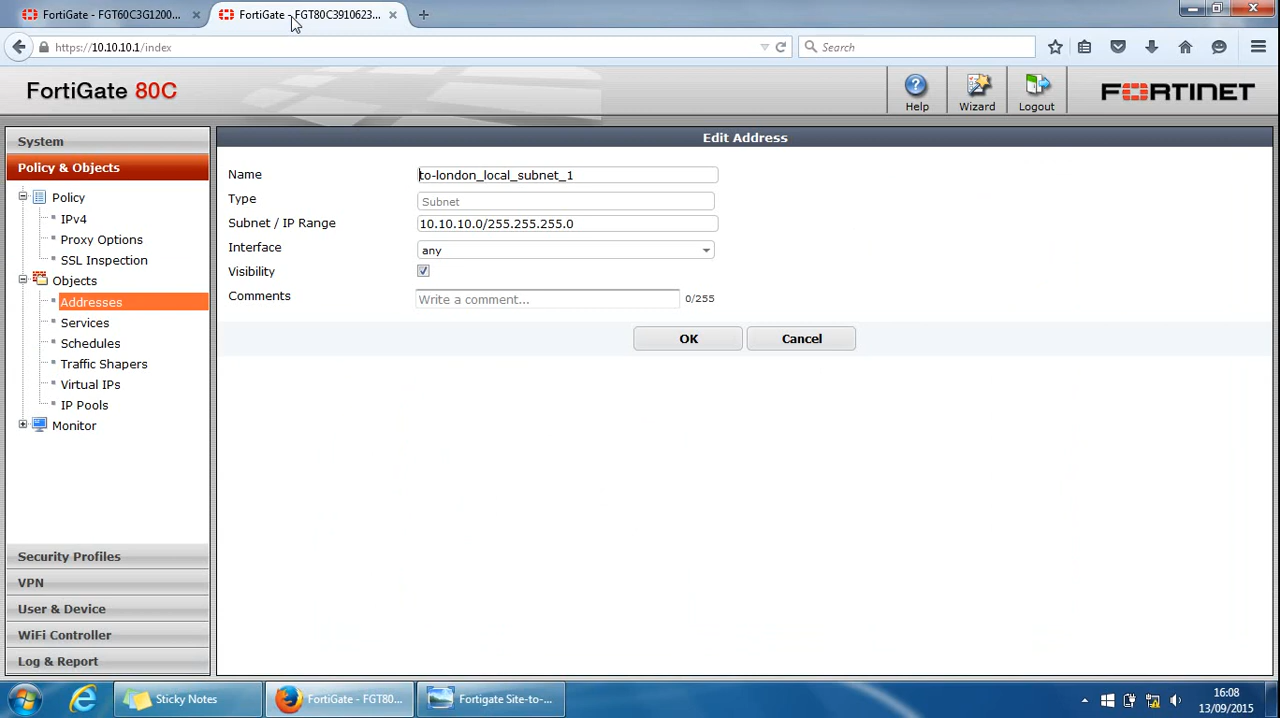 FortiGate - FGT60C3G1200...
FortiGate - FGT80C3910623...
https://10.10.10.1/index
Search
FortiGate 80C
Help
Wizard
Logout
FORTINET
System
Policy & Objects
Policy
IPv4
Proxy Options
SSL Inspection
Objects
Addresses
Services
Schedules
Traffic Shapers
Virtual IPs
IP Pools
Monitor
Security Profiles
VPN
User & Device
WiFi Controller
Log & Report
Edit Address
Name to-london_local_subnet_1
Type Subnet
Subnet / IP Range 10.10.10.0/255.255.255.0
Interface any
Visibility
Comments Write a comment... 0/255
OK Cancel
Sticky Notes
FortiGate - FGT80...
Fortigate Site-to-...
16:08
13/09/2015